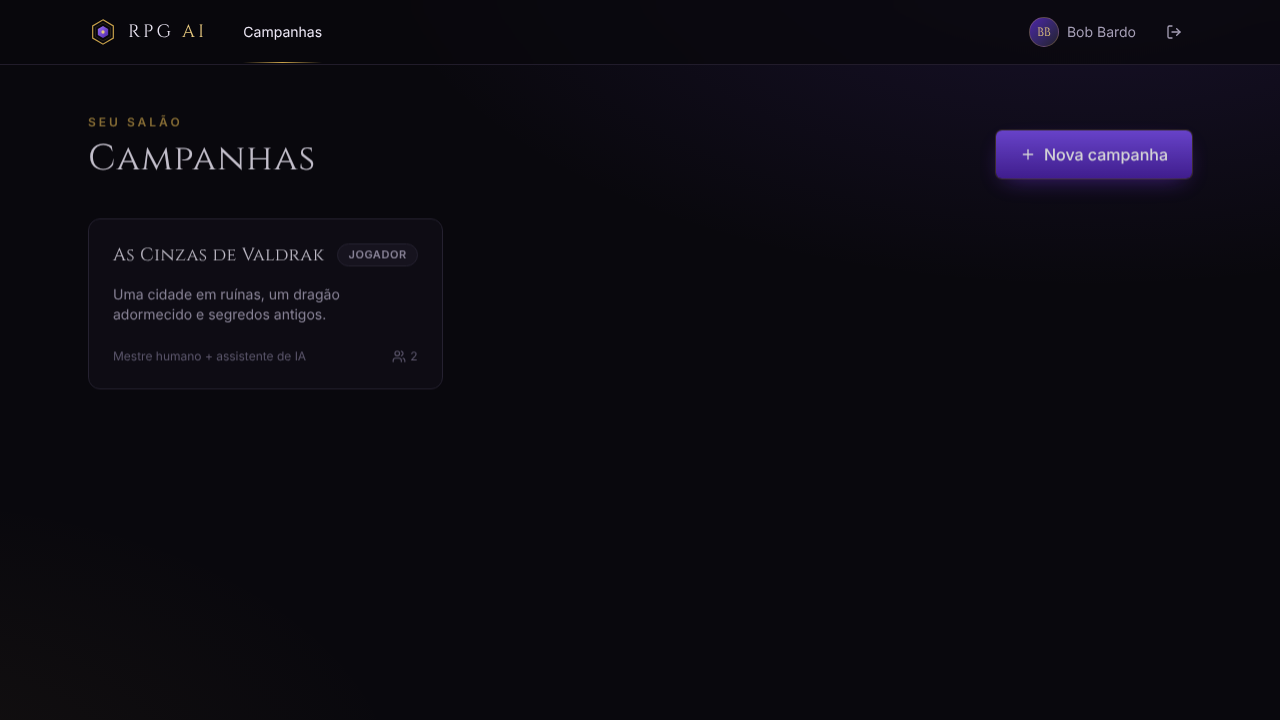 RPG AI
Campanhas
BB
Bob Bardo
SEU SALÃO
Campanhas
+ Nova campanha
As Cinzas de Valdrak
JOGADOR
Uma cidade em ruínas, um dragão
adormecido e segredos antigos.
Mestre humano + assistente de IA
2